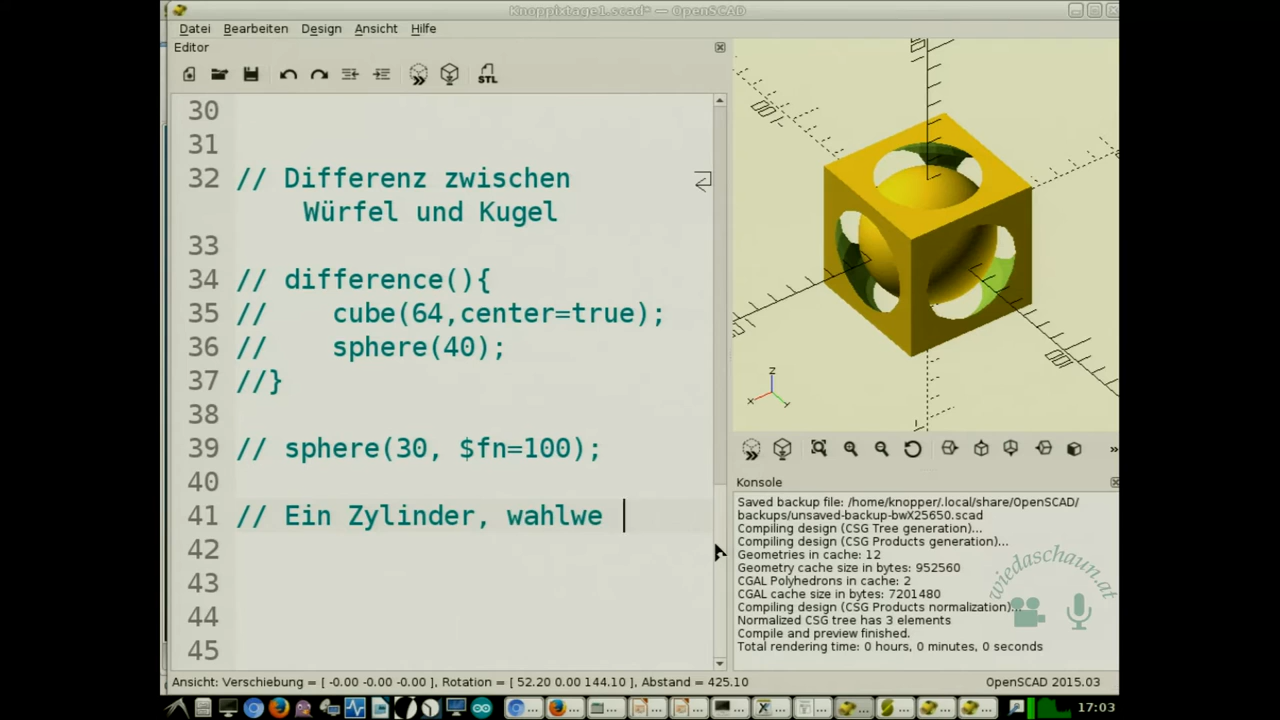 Knoppixtage1.scad* — OpenSCAD
Datei Bearbeiten Design Ansicht Hilfe
Editor
STL
30
31
32 // Differenz zwischen
Würfel und Kugel
33
34 // difference(){
35 //    cube(64,center=true);
36 //    sphere(40);
37 //}
38
39 // sphere(30, $fn=100);
40
41 // Ein Zylinder, wahlwe
42
43
44
45
100
100
z
x
y
»
Konsole
Saved backup file: /home/knopper/.local/share/OpenSCAD/
backups/unsaved-backup-bwX25650.scad
Compiling design (CSG Tree generation)...
Compiling design (CSG Products generation)...
Geometries in cache: 12
Geometry cache size in bytes: 952560
CGAL Polyhedrons in cache: 2
CGAL cache size in bytes: 7201480
Compiling design (CSG Products normalization)...
Normalized CSG tree has 3 elements
Compile and preview finished.
Total rendering time: 0 hours, 0 minutes, 0 seconds
wiedaschaun.at
Ansicht: Verschiebung = [ -0.00 -0.00 -0.00 ], Rotation = [ 52.20 0.00 144.10 ], Abstand = 425.10
OpenSCAD 2015.03
17:03